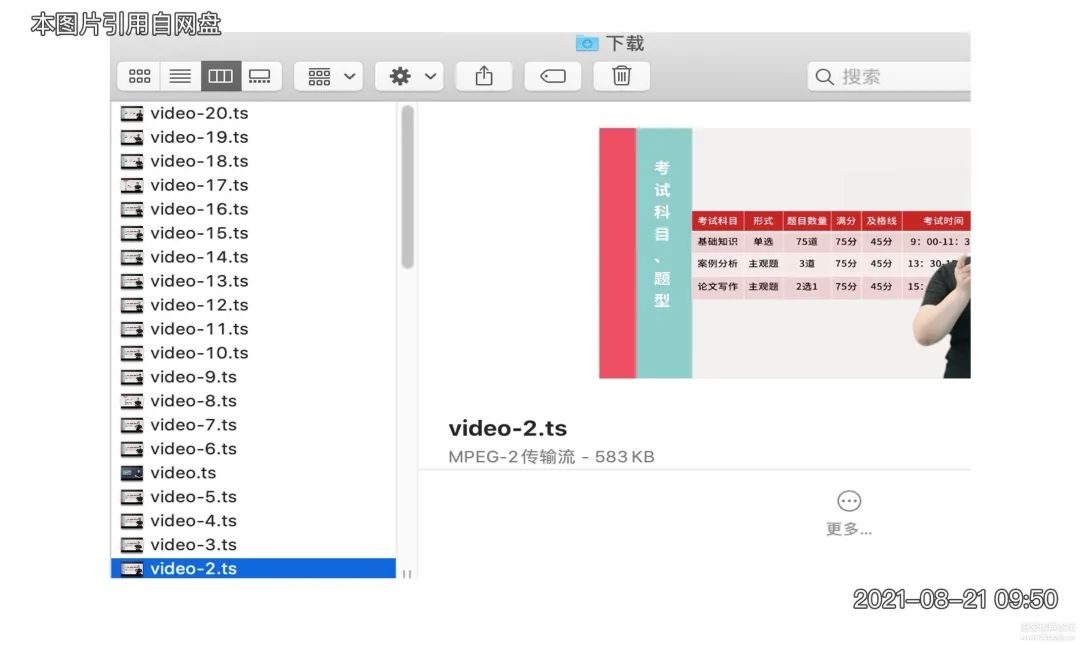 本图片引用自网盘
下载
搜索
video-20.ts
video-19.ts
video-18.ts
video-17.ts
video-16.ts
video-15.ts
video-14.ts
video-13.ts
video-12.ts
video-11.ts
video-10.ts
video-9.ts
video-8.ts
video-7.ts
video-6.ts
video.ts
video-5.ts
video-4.ts
video-3.ts
video-2.ts
考试科目、题型
考试科目 形式 题目数量 满分 及格线 考试时间
基础知识 单选 75道 75分 45分 9：00-11：3
案例分析 主观题 3道 75分 45分 13：30-
论文写作 主观题 2选1 75分 45分 15：
video-2.ts
MPEG-2传输流 - 583 KB
更多...
2021-08-21 09:50